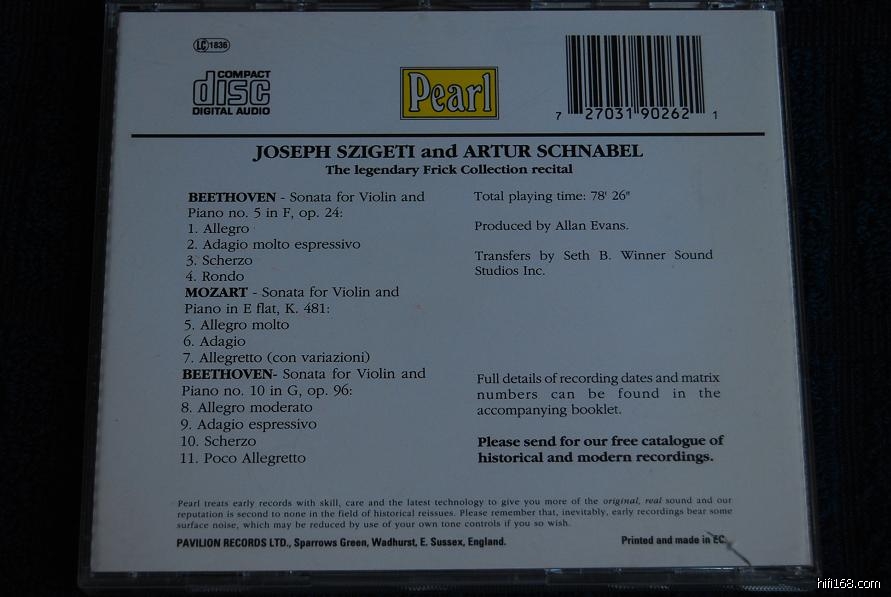 LC 1836
COMPACT
disc
DIGITAL AUDIO
Pearl
7 27031 90262 1
JOSEPH SZIGETI and ARTUR SCHNABEL
The legendary Frick Collection recital
BEETHOVEN - Sonata for Violin and
Piano no. 5 in F, op. 24:
1. Allegro
2. Adagio molto espressivo
3. Scherzo
4. Rondo
MOZART - Sonata for Violin and
Piano in E flat, K. 481:
5. Allegro molto
6. Adagio
7. Allegretto (con variazioni)
BEETHOVEN- Sonata for Violin and
Piano no. 10 in G, op. 96:
8. Allegro moderato
9. Adagio espressivo
10. Scherzo
11. Poco Allegretto
Total playing time: 78' 26"
Produced by Allan Evans.
Transfers by Seth B. Winner Sound
Studios Inc.
Full details of recording dates and matrix
numbers can be found in the
accompanying booklet.
Please send for our free catalogue of
historical and modern recordings.
Pearl treats early records with skill, care and the latest technology to give you more of the original, real sound and our
reputation is second to none in the field of historical reissues. Please remember that, inevitably, early recordings bear some
surface noise, which may be reduced by use of your own tone controls if you so wish.
PAVILION RECORDS LTD., Sparrows Green, Wadhurst, E. Sussex, England.
Printed and made in EC.
hifi168.com